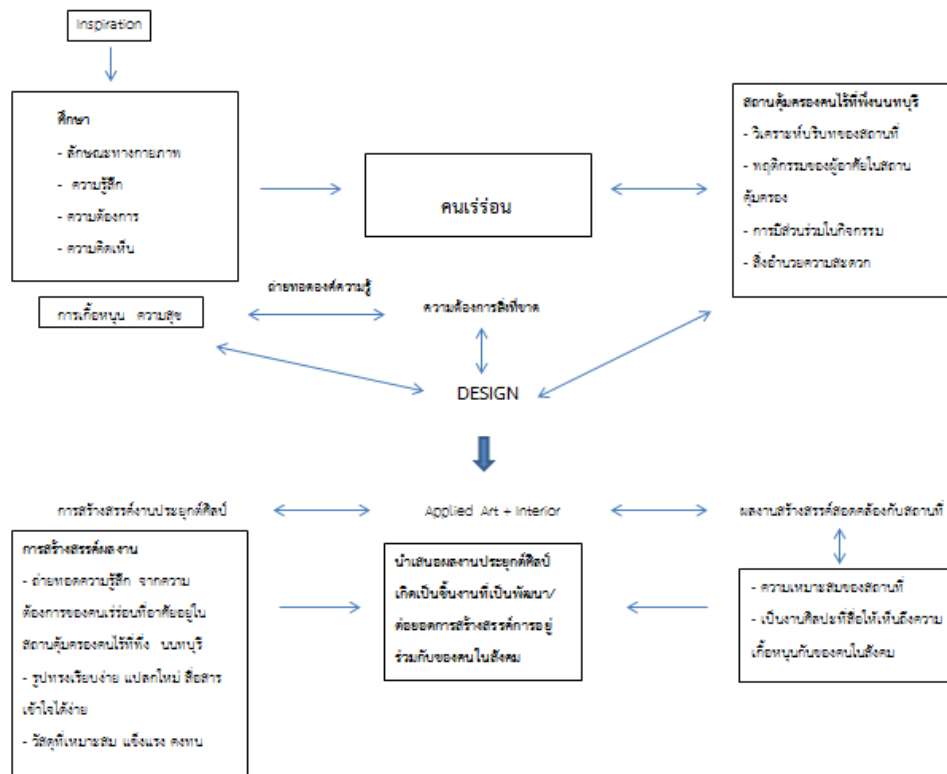 Inspiration
ศึกษา
- ลักษณะทางกายภาพ
- ความรู้สึก
- ความต้องการ
- ความคิดเห็น
คนเร่ร่อน
สถานคุ้มครองคนไร้ที่พึ่งนนทบุรี
- วิเคราะห์บริบทของสถานที่
- พฤติกรรมของผู้อาศัยในสถาน
คุ้มครอง
- การมีส่วนร่วมในกิจกรรม
- สิ่งอำนวยความสะดวก
การเกื้อหนุน ความสุข
ถ่ายทอดองค์ความรู้
ความต้องการสิ่งที่ขาด
DESIGN
การสร้างสรรค์งานประยุกต์ศิลป์
Applied Art + Interior
ผลงานสร้างสรรค์สอดคล้องกับสถานที่
การสร้างสรรค์ผลงาน
- ถ่ายทอดความรู้สึก จากความ
ต้องการของคนเร่ร่อนที่อาศัยอยู่ใน
สถานคุ้มครองคนไร้ที่พึ่ง นนทบุรี
- รูปทรงเรียบง่าย แปลกใหม่ สื่อสาร
เข้าใจได้ง่าย
- วัสดุที่เหมาะสม แข็งแรง คงทน
นำเสนอผลงานประยุกต์ศิลป์
เกิดเป็นชิ้นงานที่เป็นพัฒนา/
ต่อยอดการสร้างสรรค์การอยู่
ร่วมกับของคนในสังคม
- ความเหมาะสมของสถานที่
- เป็นงานศิลปะที่สื่อให้เห็นถึงความ
เกื้อหนุนกันของคนในสังคม